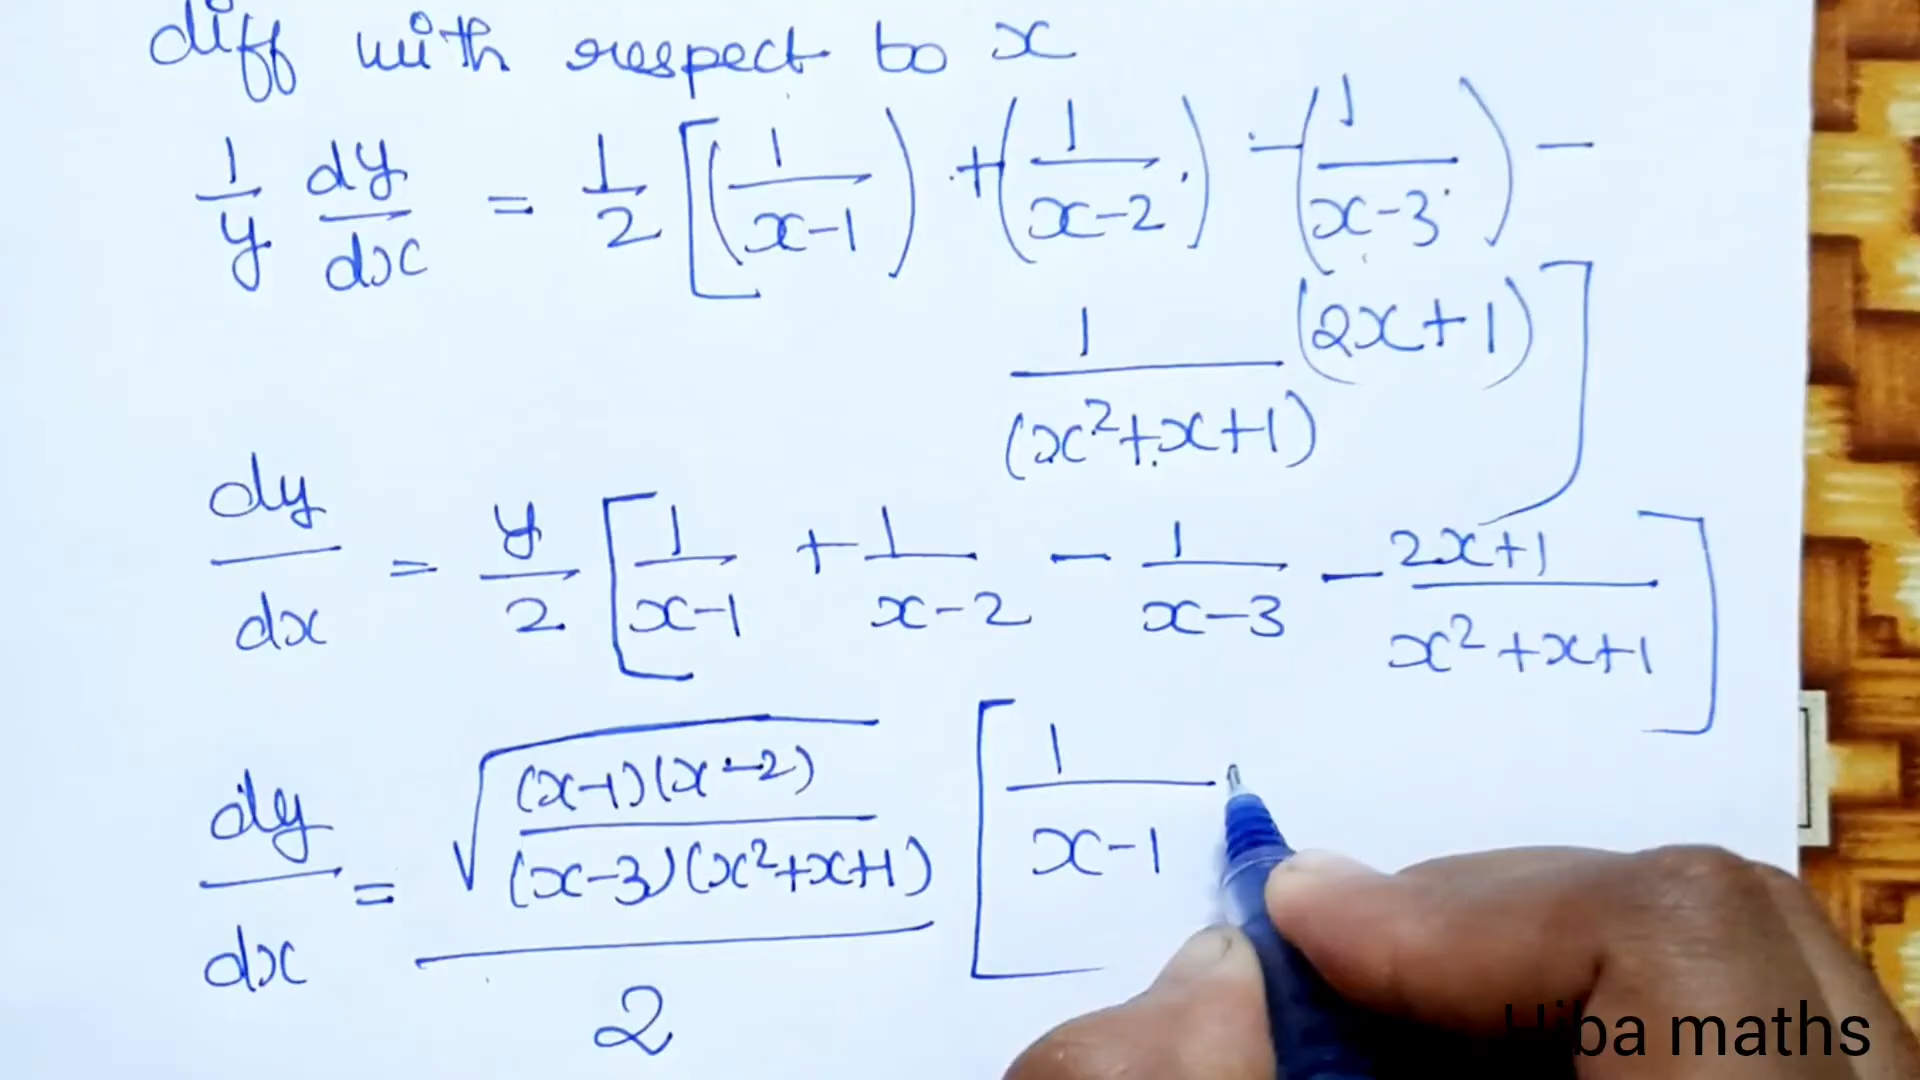 diff with respect to x
1/y dy/dx = 1/2 [(1/(x-1)) + (1/(x-2)) - (1/(x-3)) -
1/(x²+x+1) (2x+1)]
dy/dx = y/2 [1/(x-1) + 1/(x-2) - 1/(x-3) - (2x+1)/(x²+x+1)]
dy/dx = √((x-1)(x-2)/(x-3)(x²+x+1))/2 [1/(x-1)
Hiba maths